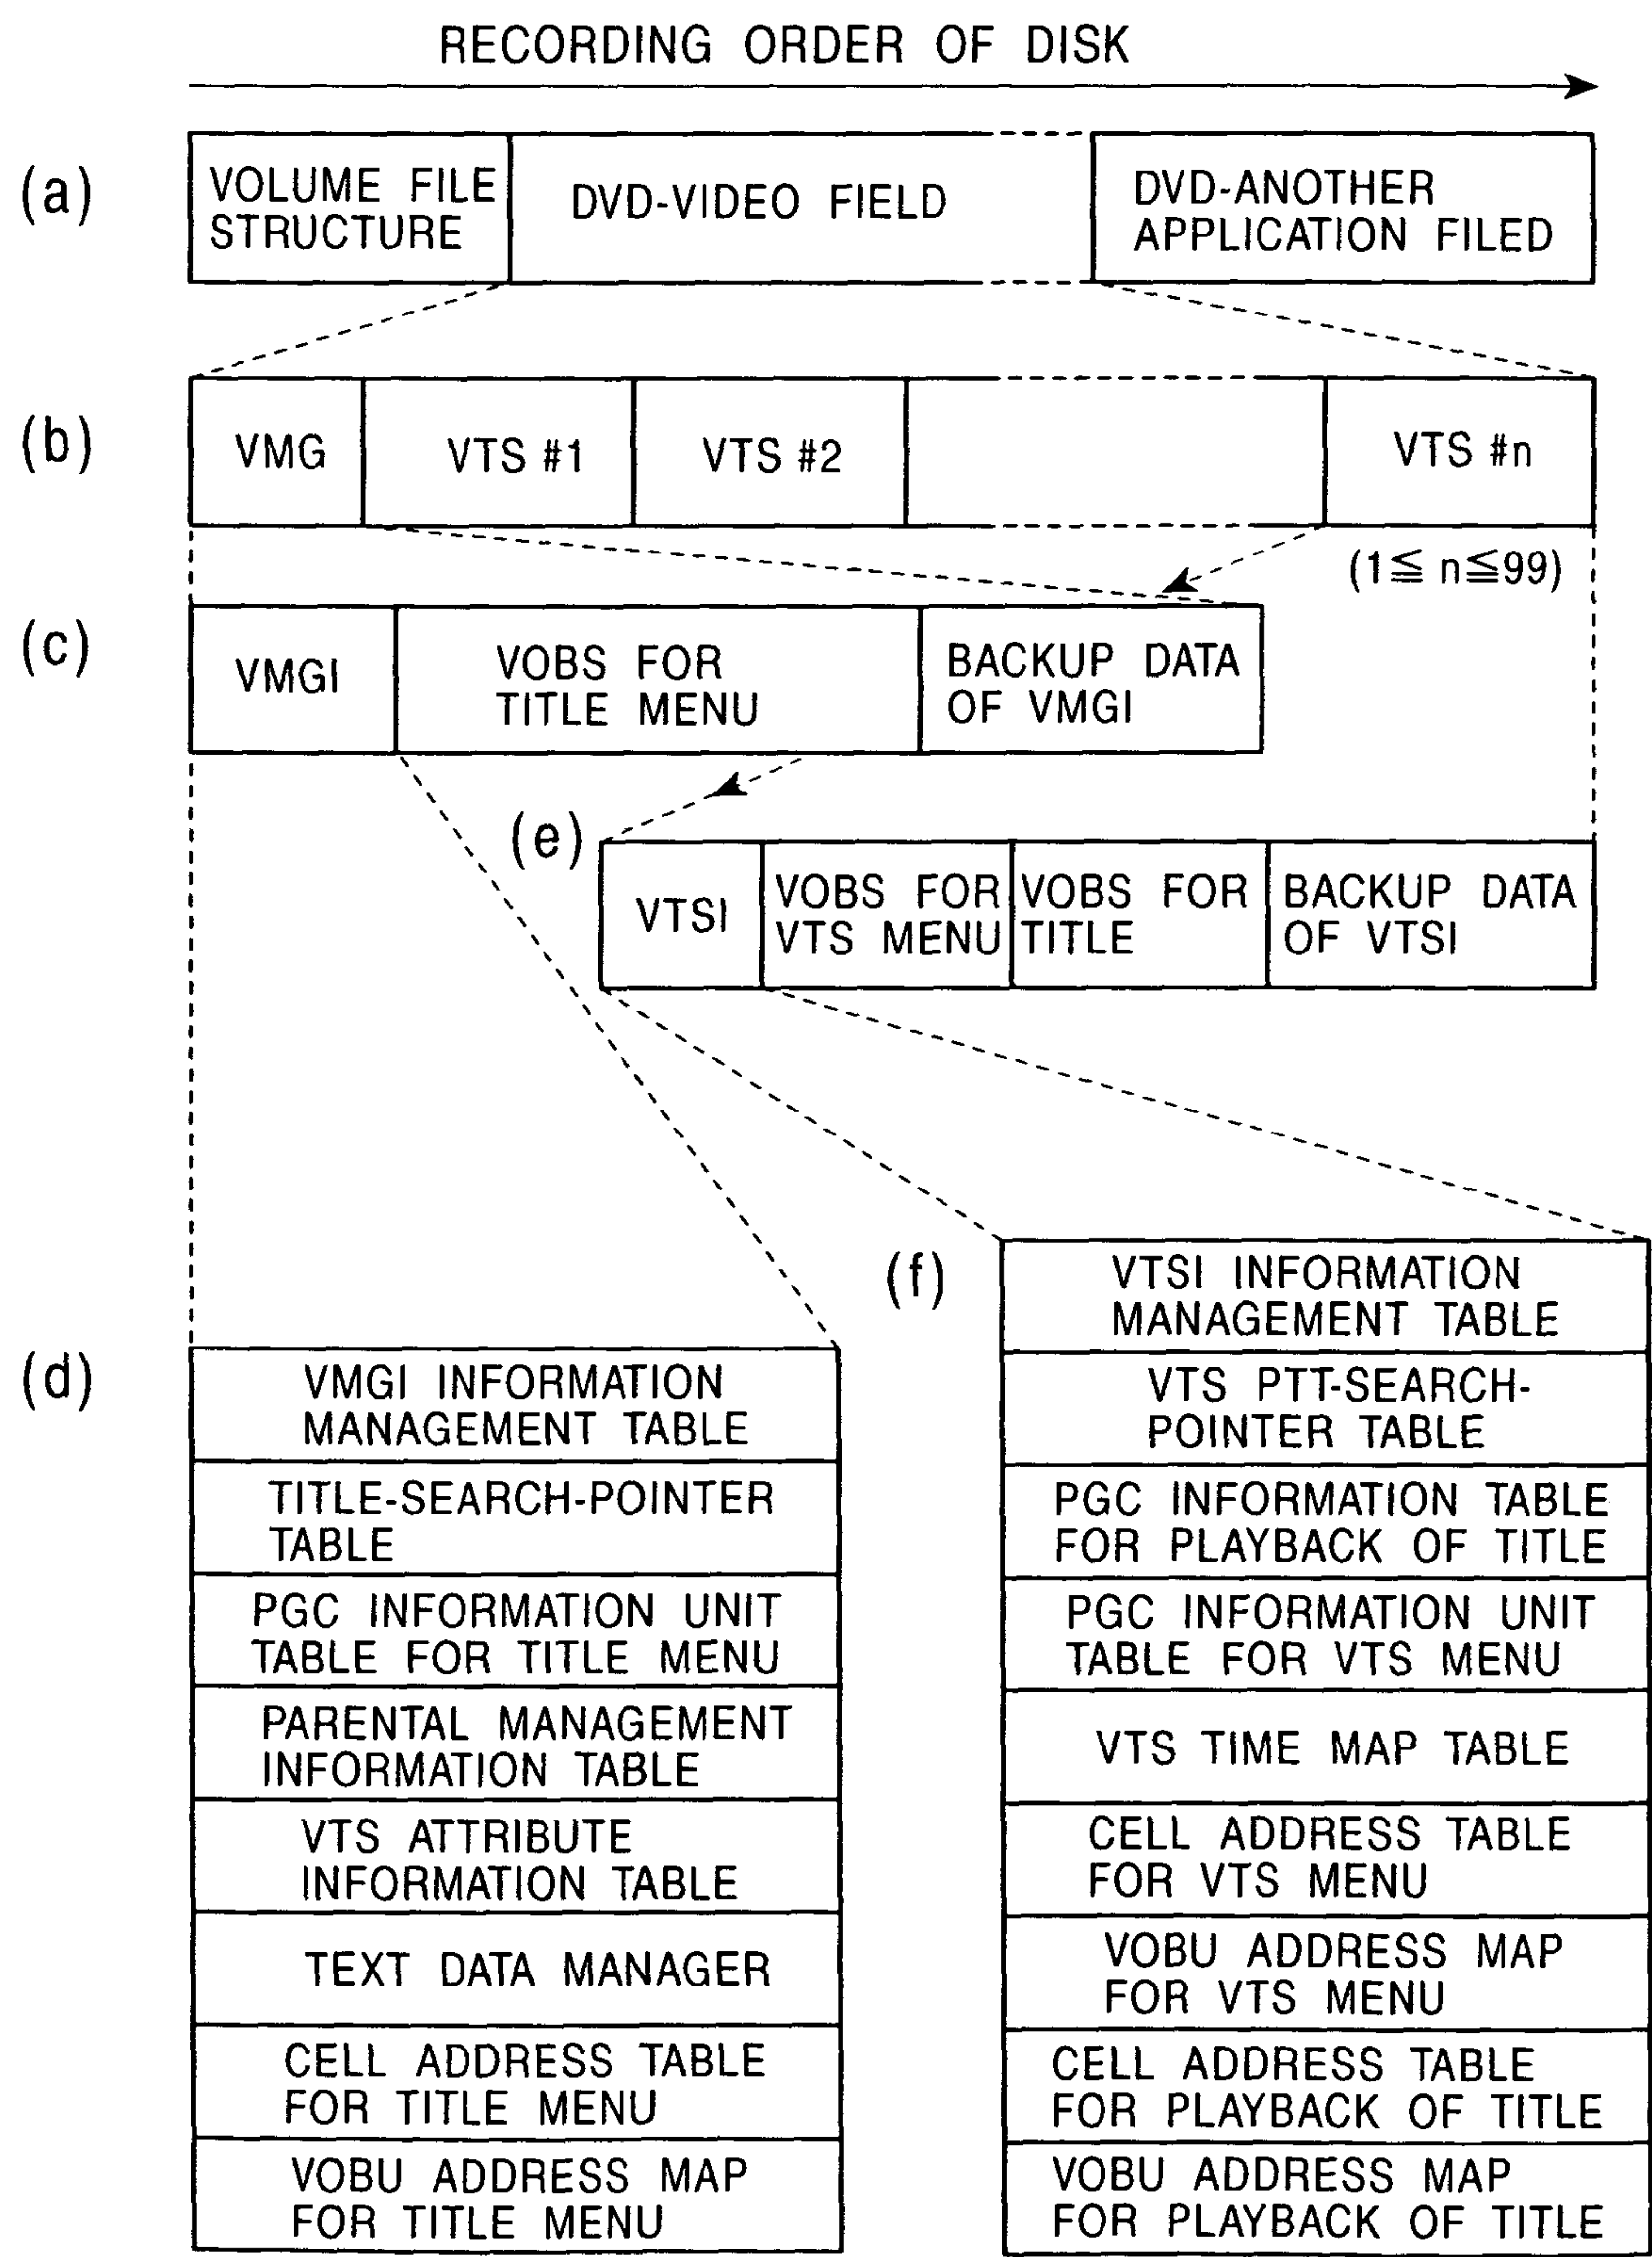 RECORDING ORDER OF DISK
(a)
VOLUME FILE
STRUCTURE
DVD-VIDEO FIELD
DVD-ANOTHER
APPLICATION FILED
(b)
VMG
VTS #1
VTS #2
VTS #n
(1≦ n≦99)
(c)
VMGI
VOBS FOR
TITLE MENU
BACKUP DATA
OF VMGI
(e)
VTSI
VOBS FOR
VTS MENU
VOBS FOR
TITLE
BACKUP DATA
OF VTSI
(d)
VMGI INFORMATION
MANAGEMENT TABLE
TITLE-SEARCH-POINTER
TABLE
PGC INFORMATION UNIT
TABLE FOR TITLE MENU
PARENTAL MANAGEMENT
INFORMATION TABLE
VTS ATTRIBUTE
INFORMATION TABLE
TEXT DATA MANAGER
CELL ADDRESS TABLE
FOR TITLE MENU
VOBU ADDRESS MAP
FOR TITLE MENU
(f)
VTSI INFORMATION
MANAGEMENT TABLE
VTS PTT-SEARCH-
POINTER TABLE
PGC INFORMATION TABLE
FOR PLAYBACK OF TITLE
PGC INFORMATION UNIT
TABLE FOR VTS MENU
VTS TIME MAP TABLE
CELL ADDRESS TABLE
FOR VTS MENU
VOBU ADDRESS MAP
FOR VTS MENU
CELL ADDRESS TABLE
FOR PLAYBACK OF TITLE
VOBU ADDRESS MAP
FOR PLAYBACK OF TITLE